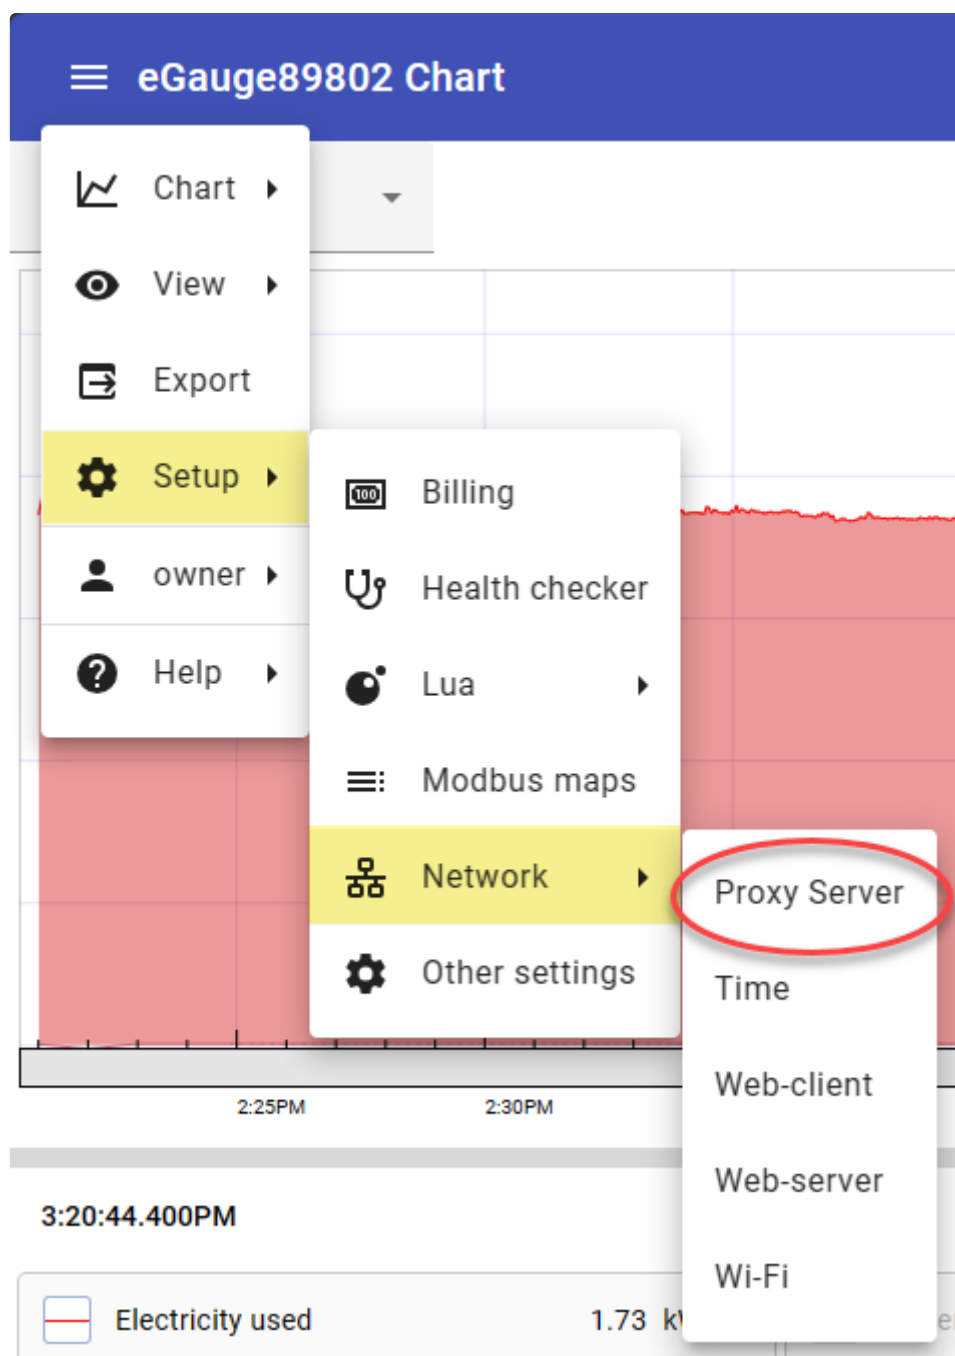 eGauge89802 Chart
Chart
View
Export
Setup
owner
Help
100
Billing
Health checker
Lua
Modbus maps
Network
Other settings
Proxy Server
Time
Web-client
Web-server
Wi-Fi
2:25PM
2:30PM
3:20:44.400PM
Electricity used
1.73